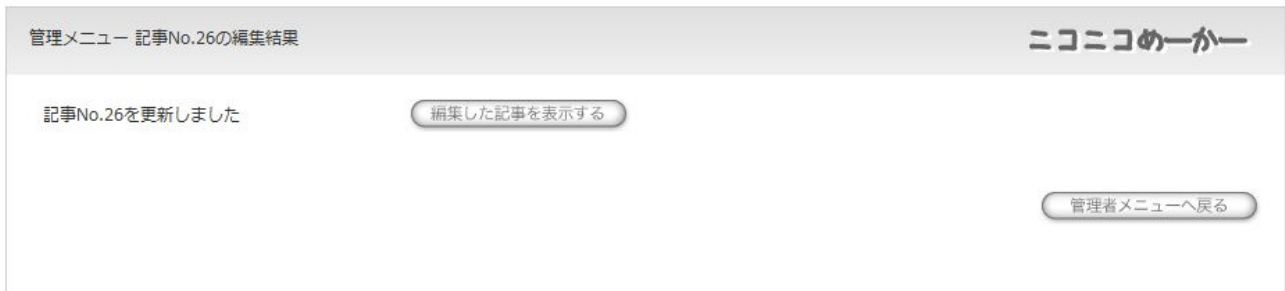 管理メニュー 記事No.26の編集結果
ニコニコめーかー
記事No.26を更新しました
編集した記事を表示する
管理者メニューへ戻る